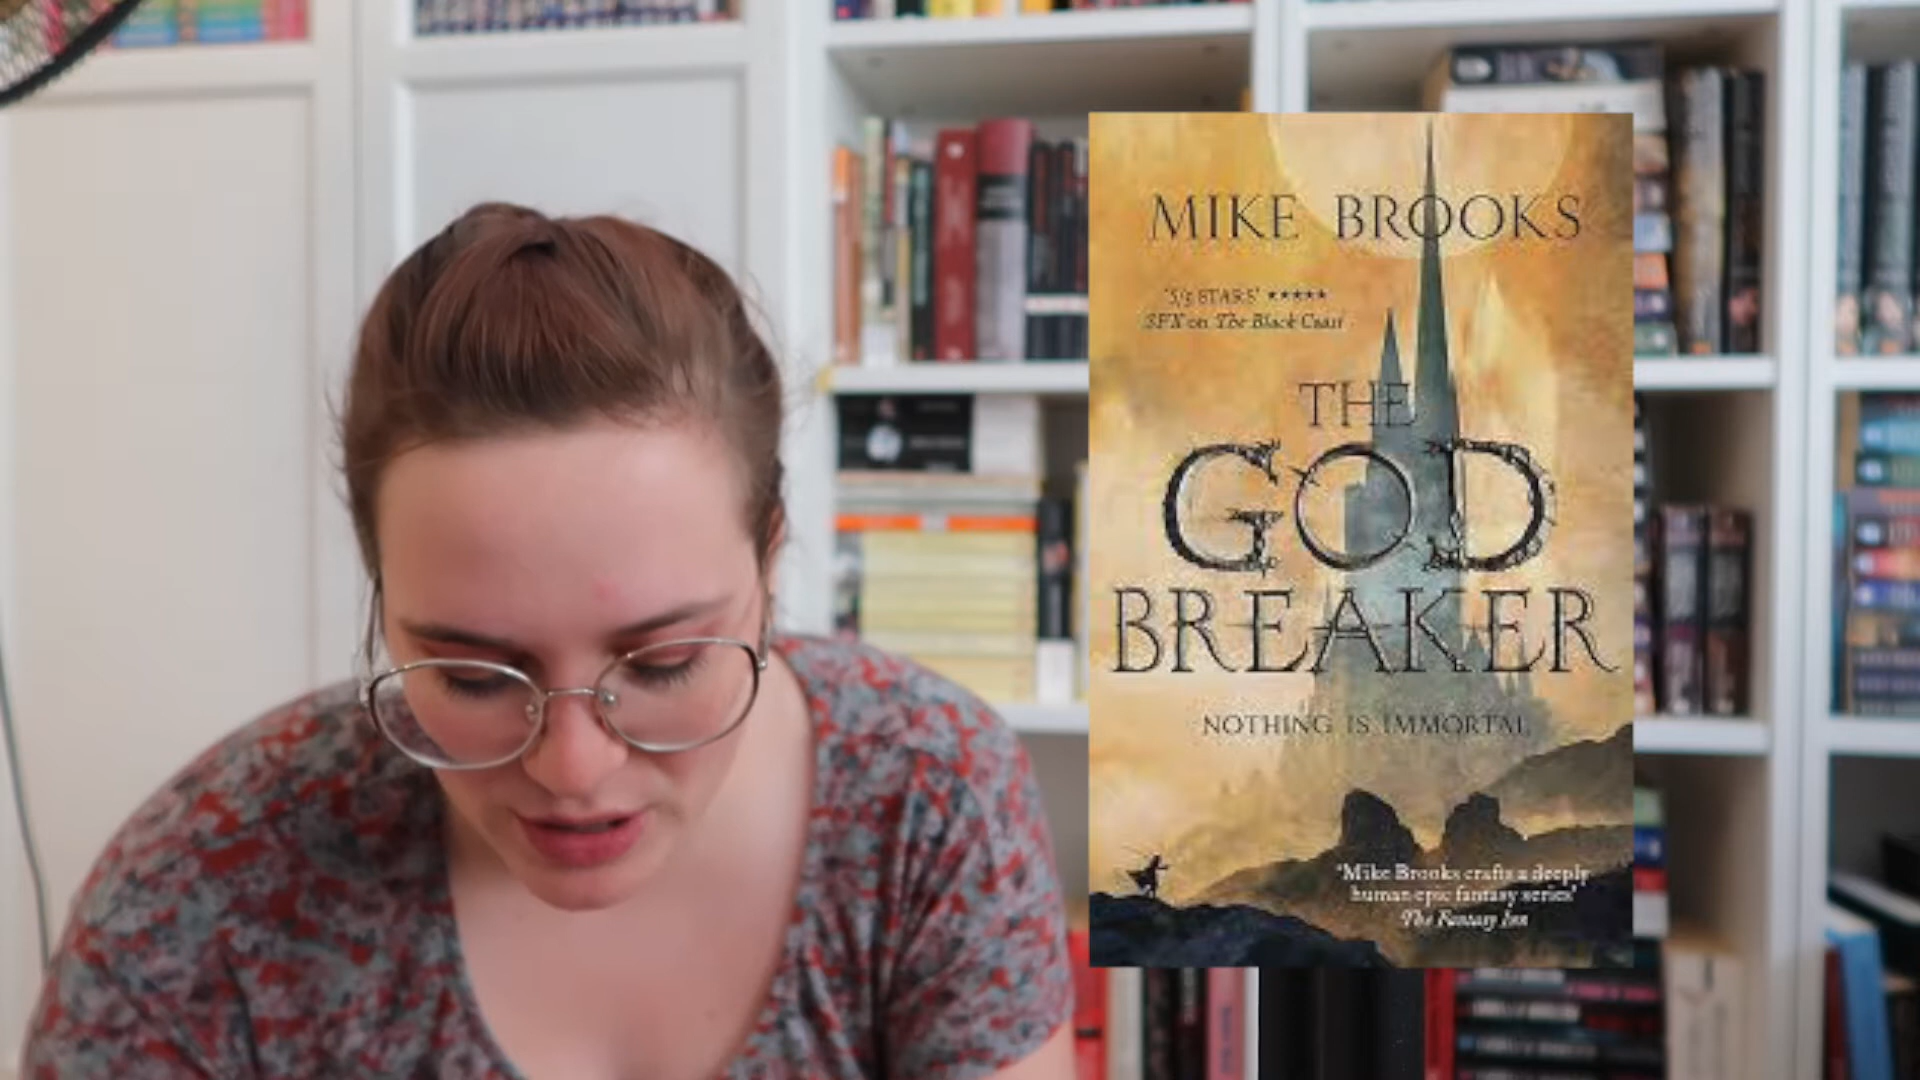 MIKE BROOKS
'5/5 STARS' ★★★★★
SFX on The Black Coast
THE
GOD
BREAKER
NOTHING IS IMMORTAL
'Mike Brooks crafts a deeply
human epic fantasy series'
The Fantasy Inn